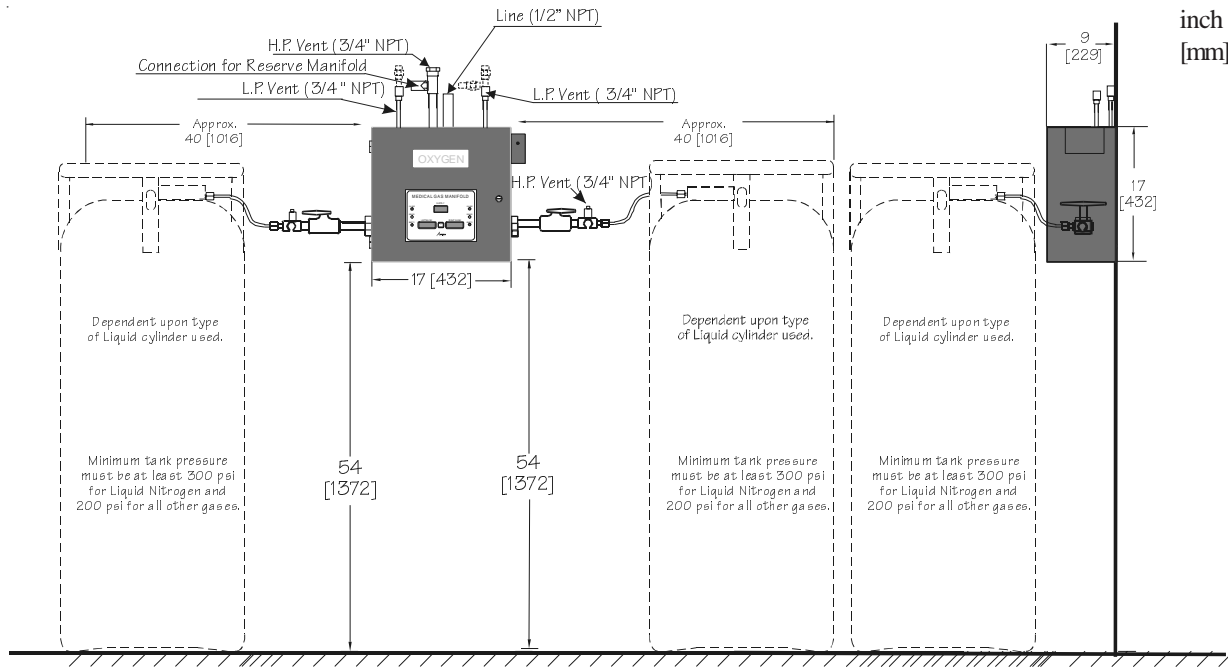 Line (1/2" NPT)
inch
[mm]
H.P. Vent (3/4" NPT)
9
[229]
Connection for Reserve Manifold
L.P. Vent (3/4 " NPT)
L.P. Vent ( 3/4" NPT)
Approx.
40 [1016]
Approx.
40 [1016]
OXYGEN
H.P. Vent (3/4" NPT)
17
[432]
MEDICAL GAS MANIFOLD
17 [432]
Dependent upon type
of Liquid cylinder used.
Dependent upon type
of Liquid cylinder used.
Dependent upon type
of Liquid cylinder used.
54
[1372]
54
[1372]
Minimum tank pressure
must be at least 300 psi
for Liquid Nitrogen and
200 psi for all other gases.
Minimum tank pressure
must be at least 300 psi
for Liquid Nitrogen and
200 psi for all other gases.
Minimum tank pressure
must be at least 300 psi
for Liquid Nitrogen and
200 psi for all other gases.